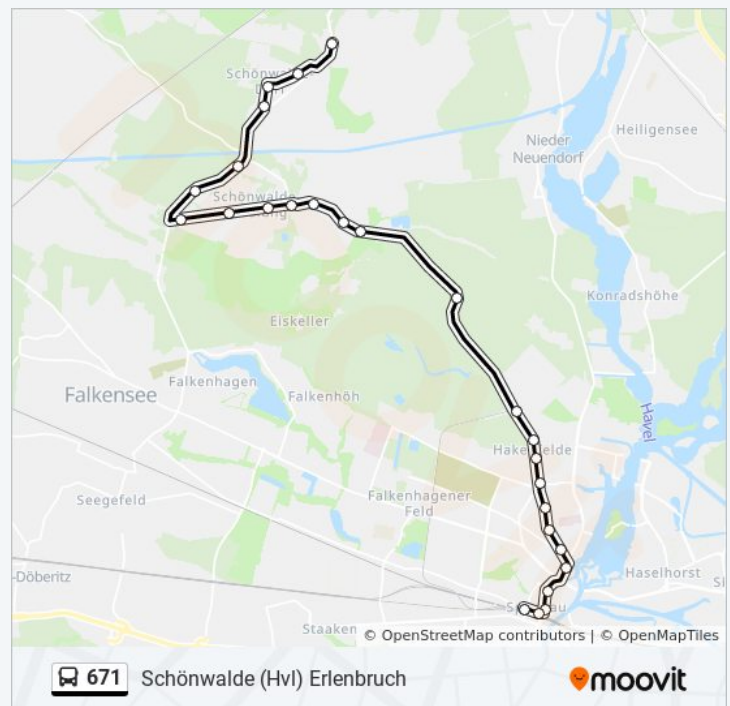 Schönwalde
Heiligensee
Nieder
Neuendorf
Schönwalde
Konradshöhe
Eiskeller
Falkenhagen
Falkensee
Falkenhöh
Havel
Hakenfelde
Falkenhagener
Feld
Seegefeld
-Döberitz
Haselhorst
Spandau
Staaken
© OpenStreetMap contributors | © OpenMapTiles
671 Schönwalde (Hvl) Erlenbruch
moovit